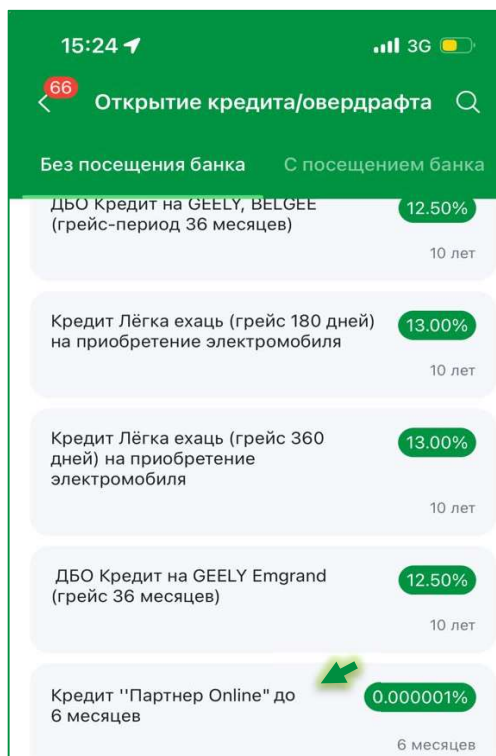 15:24
3G
66
Открытие кредита/овердрафта
Без посещения банка
С посещением банка
ДБО Кредит на GEELY, BELGEE
12.50%
(грейс-период 36 месяцев)
10 лет
Кредит Лёгка ехаць (грейс 180 дней)
13.00%
на приобретение электромобиля
10 лет
Кредит Лёгка ехаць (грейс 360
13.00%
дней) на приобретение
электромобиля
10 лет
ДБО Кредит на GEELY Emgrand
12.50%
(грейс 36 месяцев)
10 лет
Кредит ''Партнер Online" до
0.000001%
6 месяцев
6 месяцев